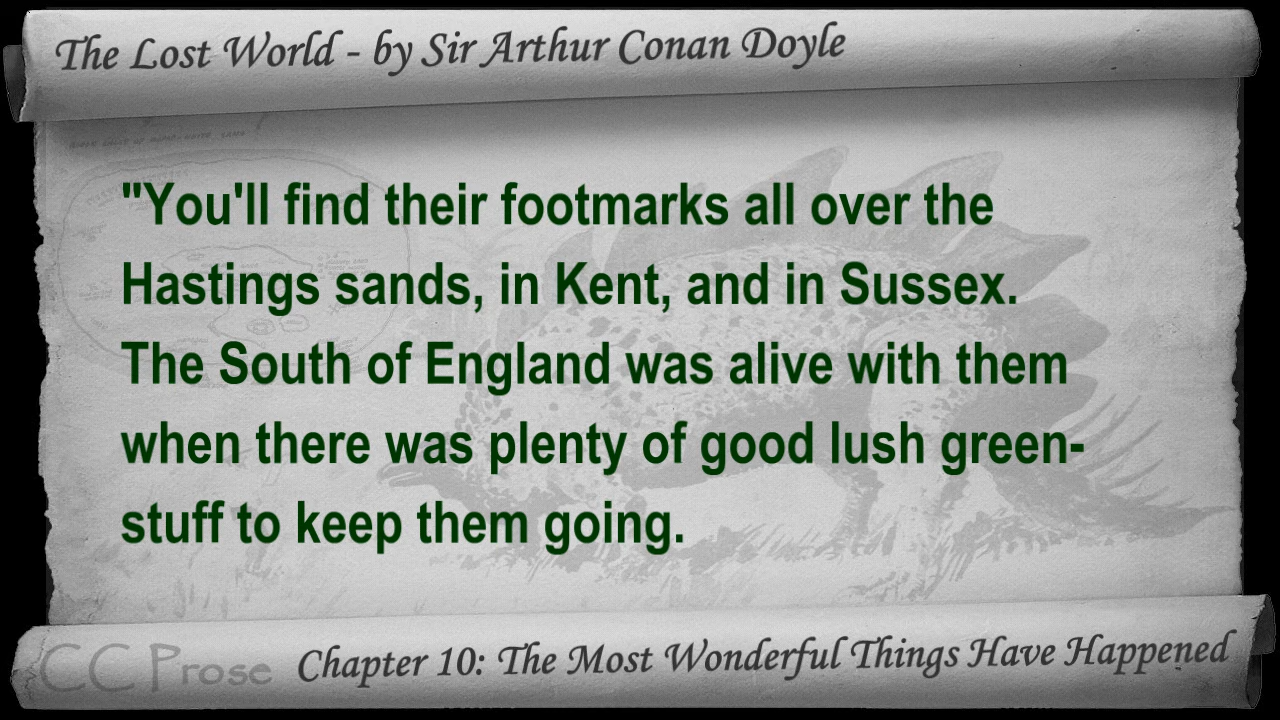 The Lost World - by Sir Arthur Conan Doyle
"You'll find their footmarks all over the
Hastings sands, in Kent, and in Sussex.
The South of England was alive with them
when there was plenty of good lush green-
stuff to keep them going.
CC Prose
Chapter 10: The Most Wonderful Things Have Happened